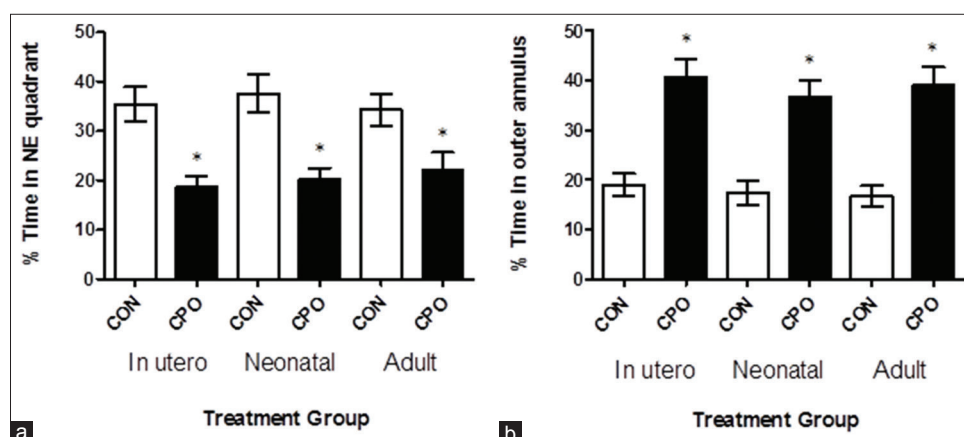 50
40
30
20
10
0
% Time in NE quadrant
*
*
*
CON
CPO
CON
CPO
CON
CPO
In utero Neonatal Adult
Treatment Group
a
50
40
30
20
10
0
% Time in outer annulus
*
*
*
CON
CPO
CON
CPO
CON
CPO
In utero Neonatal Adult
Treatment Group
b